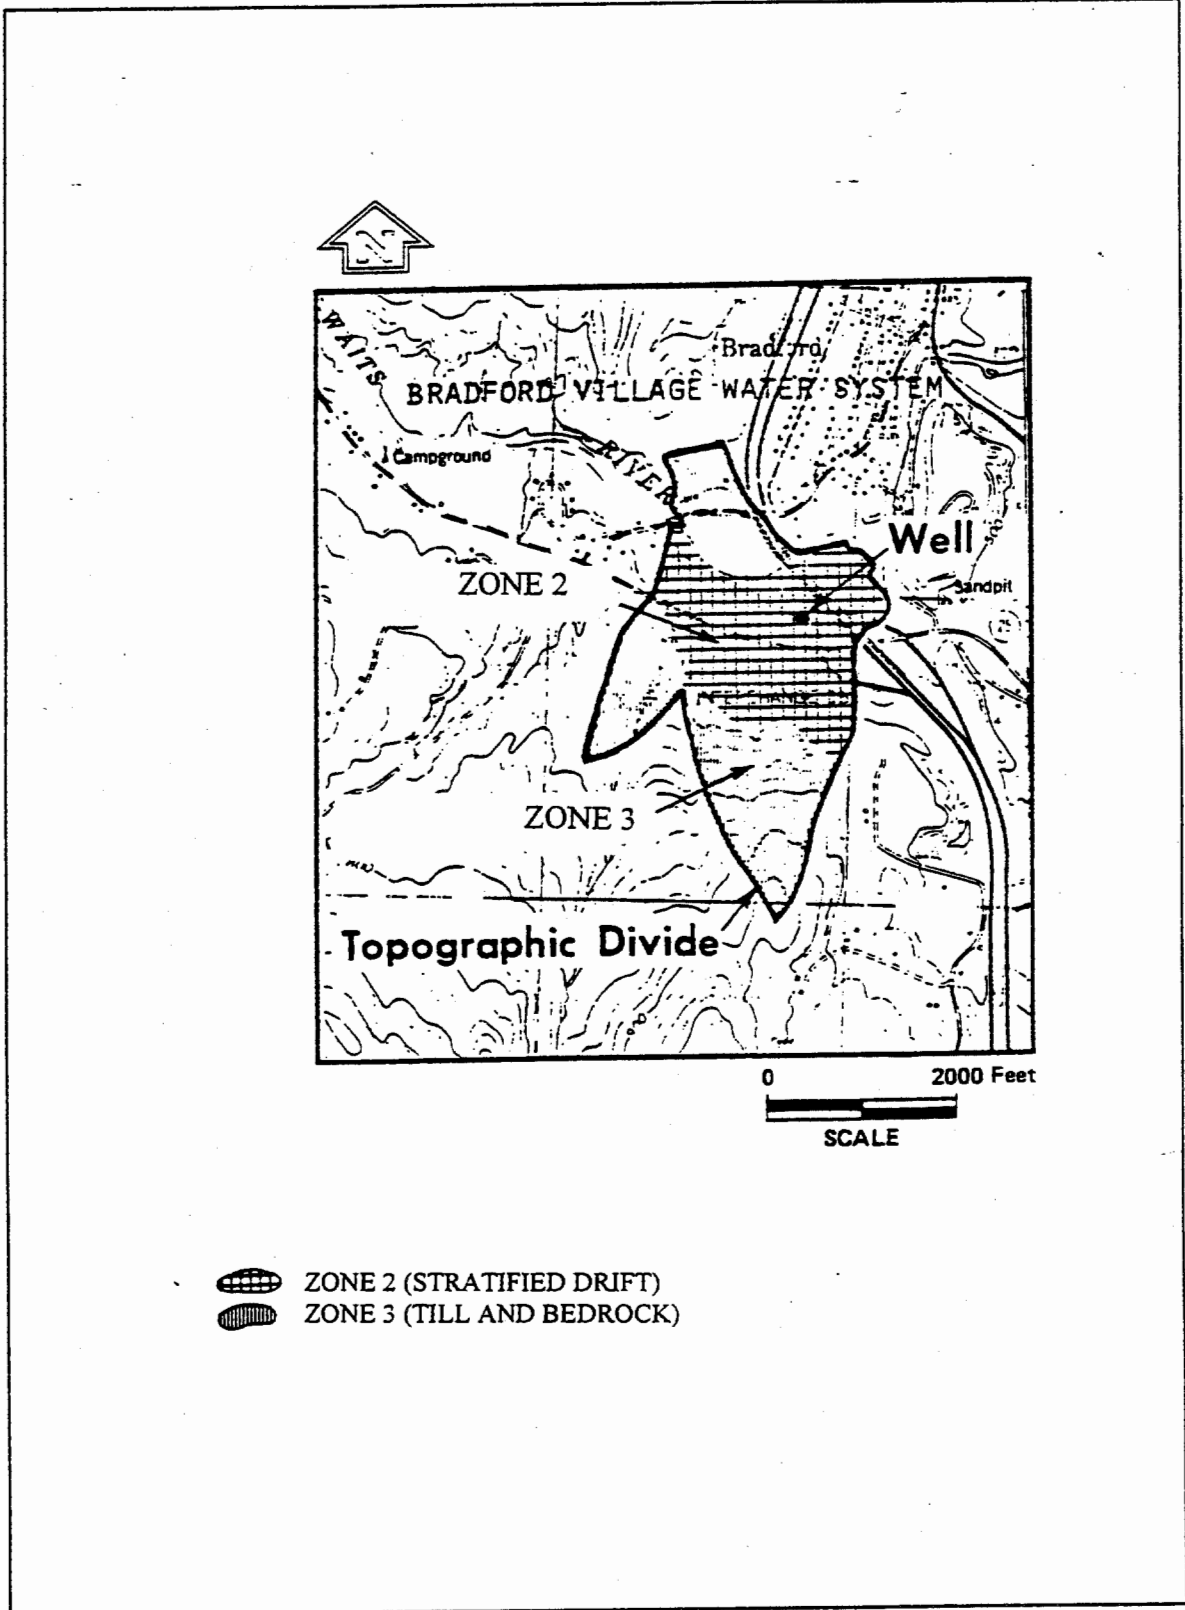 N
WAITS
Bradford
BRADFORD VILLAGE WATER SYSTEM
Campground
RIVER
Well
ZONE 2
Sandpit
ZONE 3
Topographic Divide
0 2000 Feet
SCALE
ZONE 2 (STRATIFIED DRIFT)
ZONE 3 (TILL AND BEDROCK)